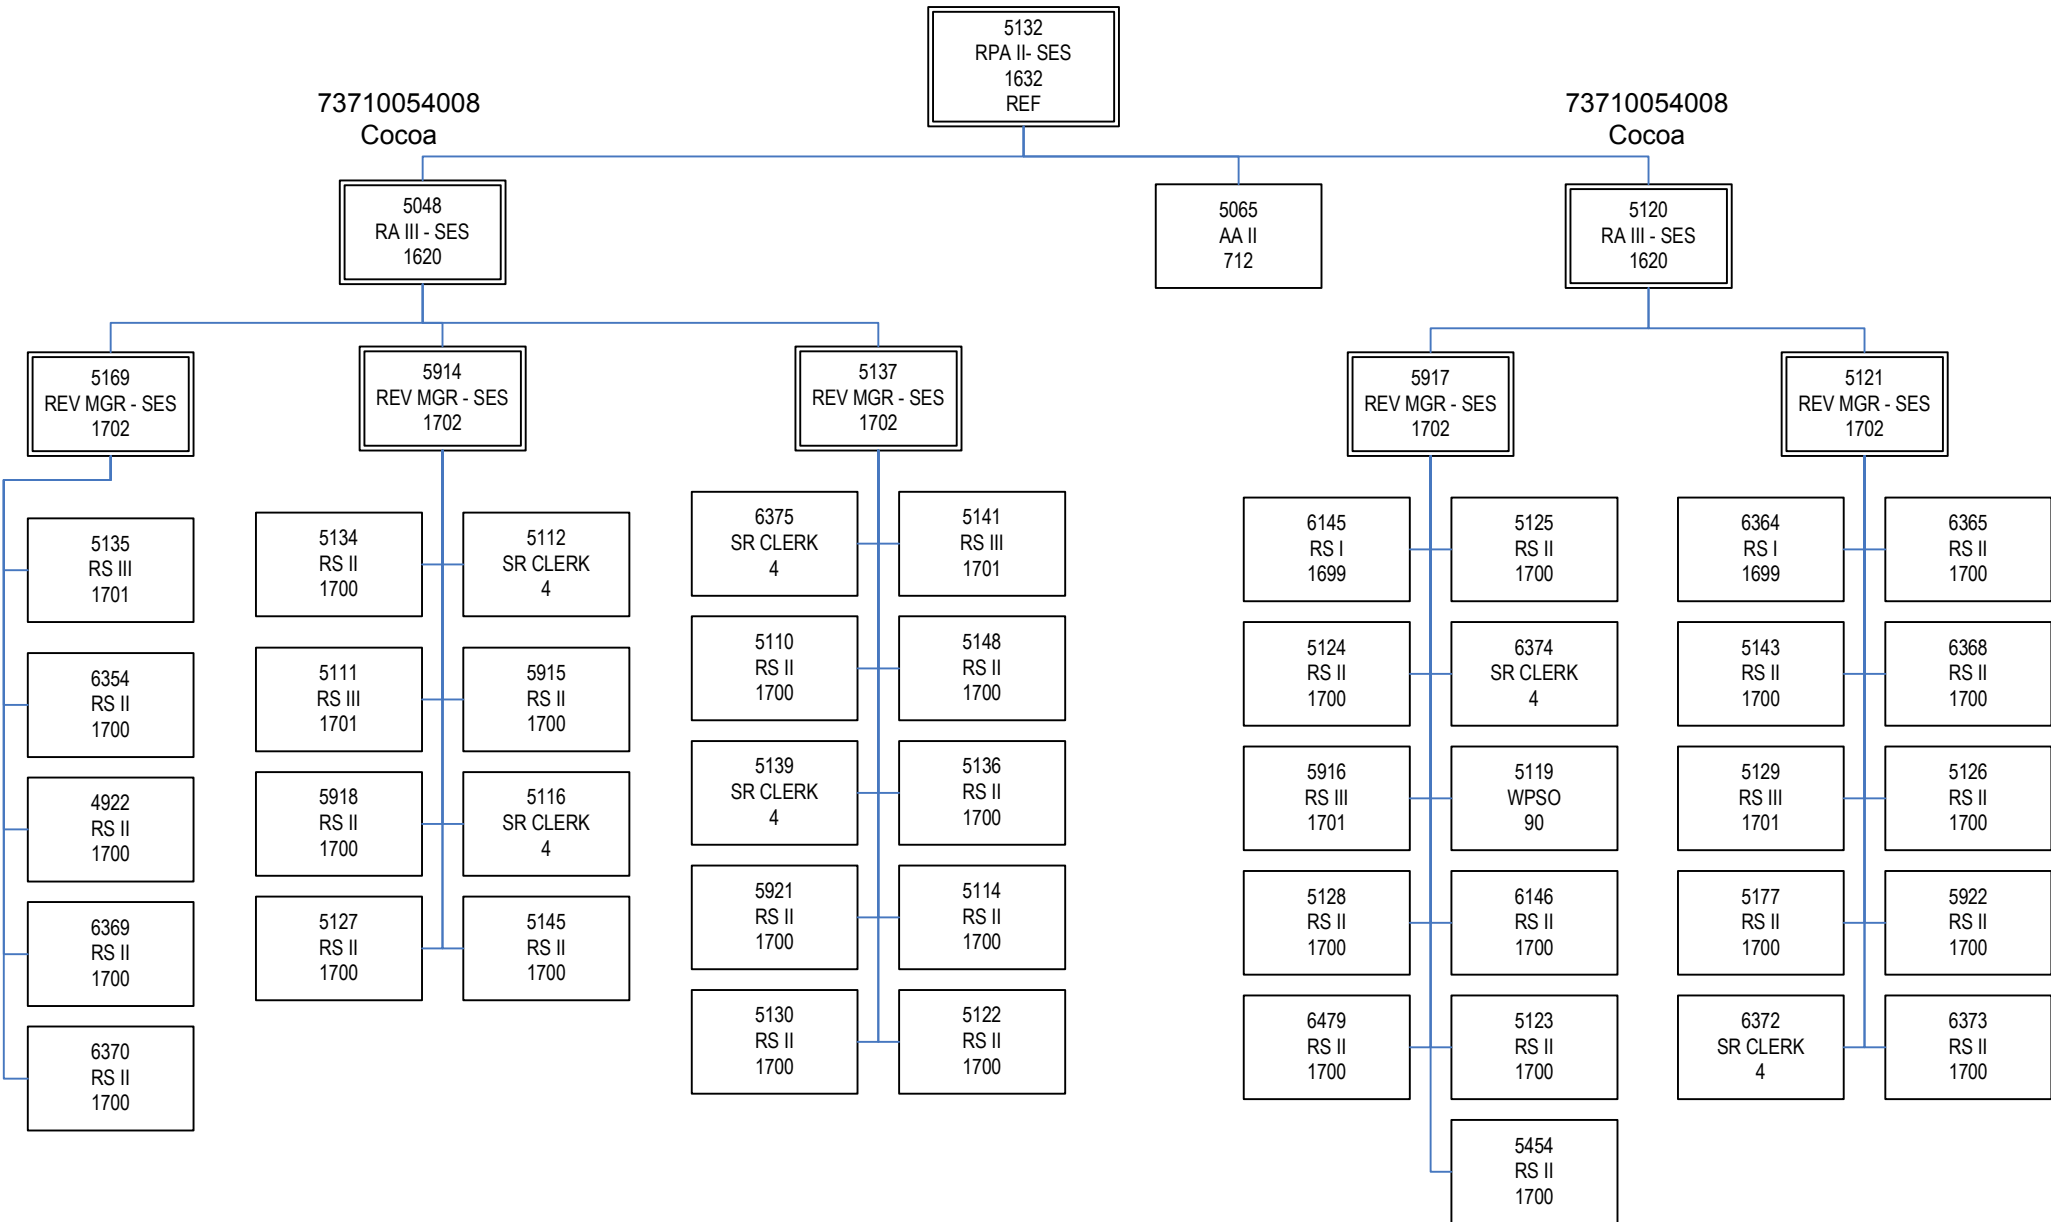 5132
RPA II- SES
1632
REF
73710054008
Cocoa
73710054008
Cocoa
5048
RA III - SES
1620
5065
AA II
712
5120
RA III - SES
1620
5169
REV MGR - SES
1702
5914
REV MGR - SES
1702
5137
REV MGR - SES
1702
5917
REV MGR - SES
1702
5121
REV MGR - SES
1702
5135
RS III
1701
6354
RS II
1700
4922
RS II
1700
6369
RS II
1700
6370
RS II
1700
5134
RS II
1700
5112
SR CLERK
4
5111
RS III
1701
5915
RS II
1700
5918
RS II
1700
5116
SR CLERK
4
5127
RS II
1700
5145
RS II
1700
6375
SR CLERK
4
5141
RS III
1701
5110
RS II
1700
5148
RS II
1700
5139
SR CLERK
4
5136
RS II
1700
5921
RS II
1700
5114
RS II
1700
5130
RS II
1700
5122
RS II
1700
6145
RS I
1699
5125
RS II
1700
5124
RS II
1700
6374
SR CLERK
4
5916
RS III
1701
5119
WPSO
90
5128
RS II
1700
6146
RS II
1700
6479
RS II
1700
5123
RS II
1700
5454
RS II
1700
6364
RS I
1699
6365
RS II
1700
5143
RS II
1700
6368
RS II
1700
5129
RS III
1701
5126
RS II
1700
5177
RS II
1700
5922
RS II
1700
6372
SR CLERK
4
6373
RS II
1700